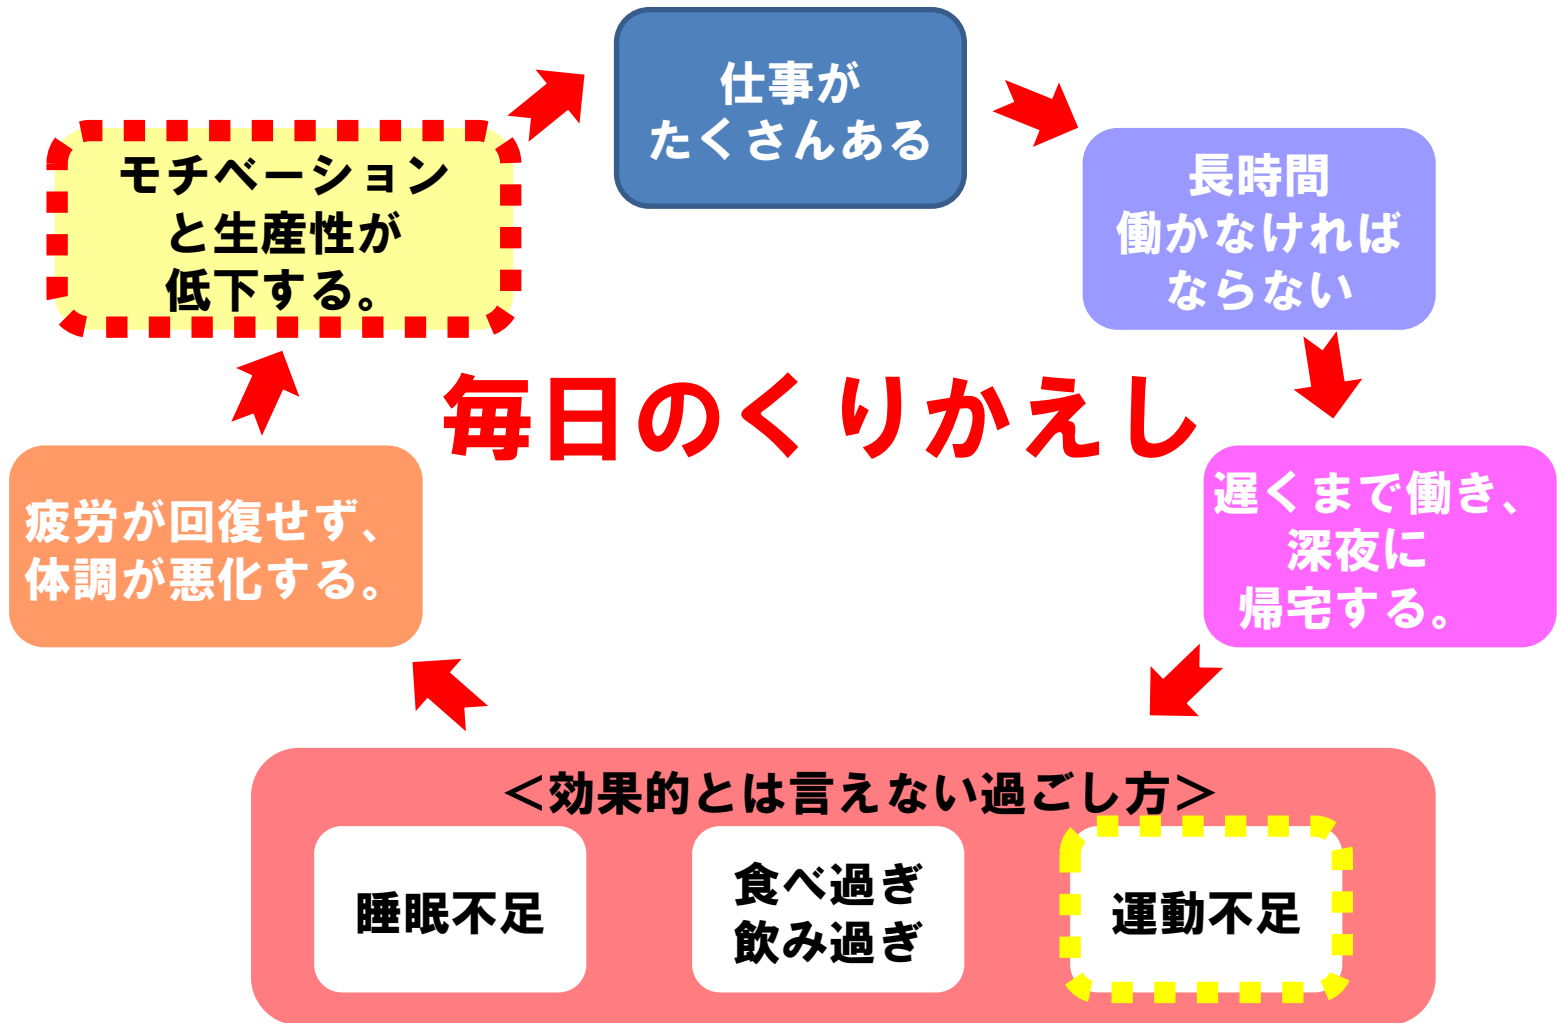 仕事が
たくさんある
長時間
働かなければ
ならない
遅くまで働き、
深夜に
帰宅する。
＜効果的とは言えない過ごし方＞
睡眠不足
食べ過ぎ
飲み過ぎ
運動不足
疲労が回復せず、
体調が悪化する。
モチベーション
と生産性が
低下する。
毎日のくりかえし